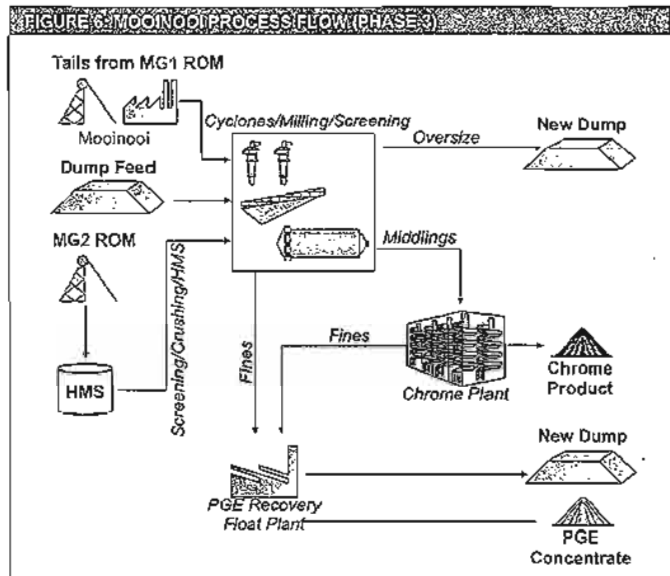 FIGURE 6: MOOINOOI PROCESS FLOW (PHASE 3)
Tails from MG1 ROM
Mooinooi
Cyclones/Milling/Screening
Oversize
New Dump
Dump Feed
MG2 ROM
Middlings
Screening/Crushing/HMS
HMS
Fines
Fines
Chrome Plant
Chrome
Product
New Dump
PGE Recovery
Float Plant
PGE
Concentrate